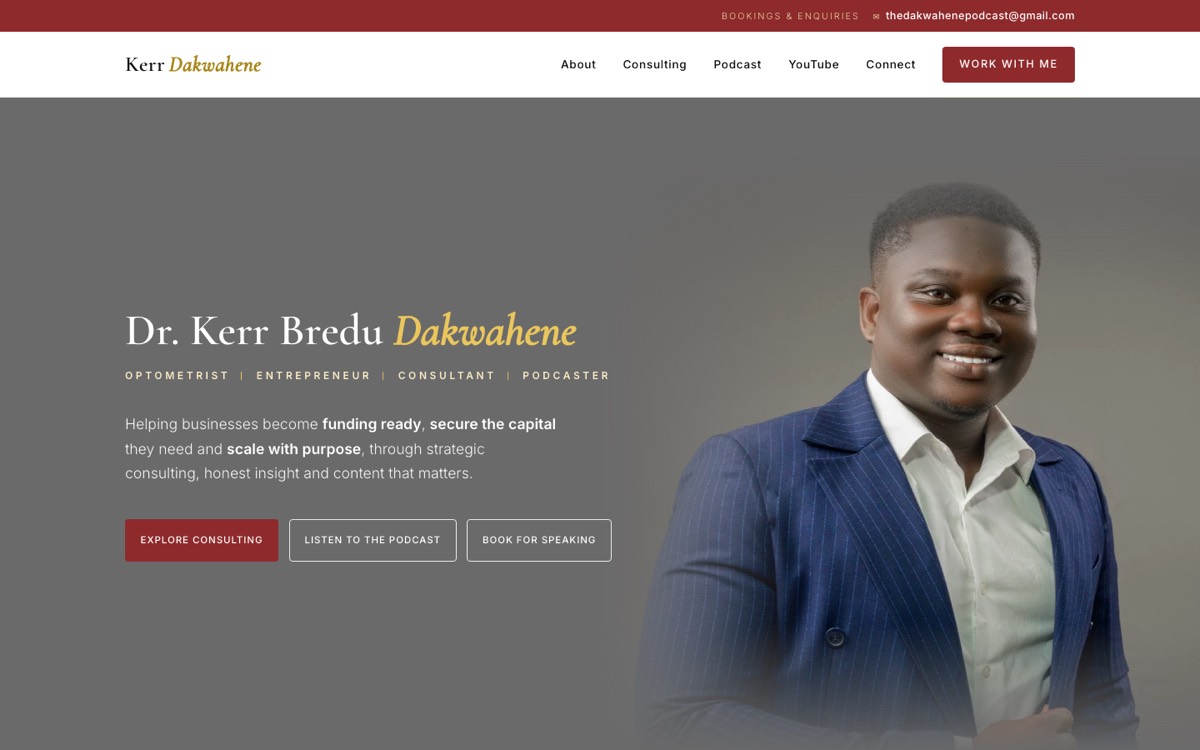 BOOKINGS & ENQUIRIES ✉ thedakwahenepodcast@gmail.com
Kerr Dakwahene
About Consulting Podcast YouTube Connect WORK WITH ME
Dr. Kerr Bredu Dakwahene
OPTOMETRIST | ENTREPRENEUR | CONSULTANT | PODCASTER
Helping businesses become funding ready, secure the capital
they need and scale with purpose, through strategic
consulting, honest insight and content that matters.
EXPLORE CONSULTING LISTEN TO THE PODCAST BOOK FOR SPEAKING